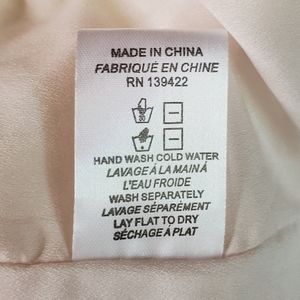 MADE IN CHINA
FABRIQUÉ EN CHINE
RN 139422
30
HAND WASH COLD WATER
LAVAGE À LA MAIN À
L'EAU FROIDE
WASH SEPARATELY
LAVAGE SÉPARÉMENT
LAY FLAT TO DRY
SÉCHAGE À PLAT